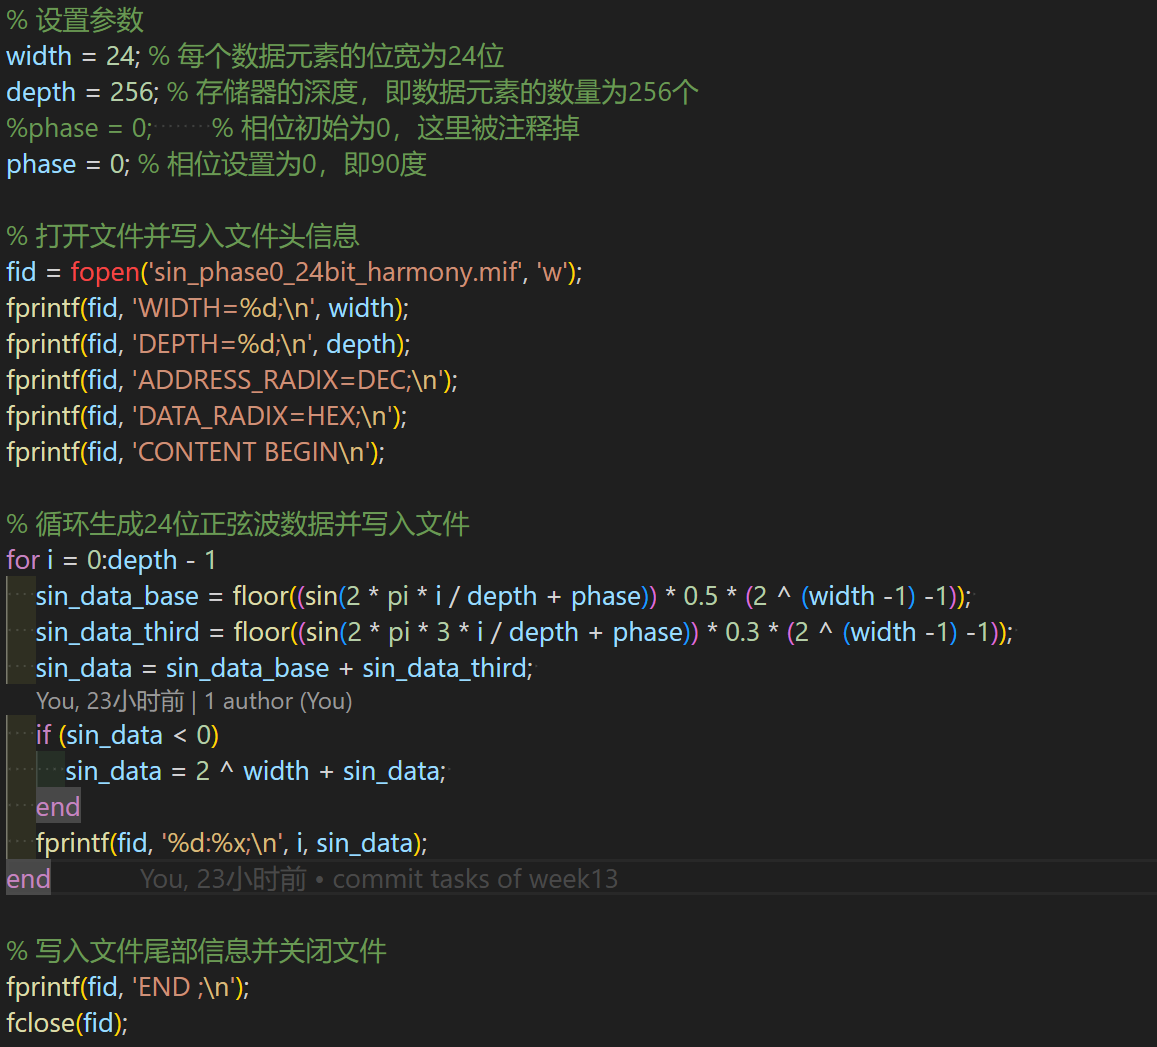 % 设置参数
width = 24; % 每个数据元素的位宽为24位
depth = 256; % 存储器的深度，即数据元素的数量为256个
%phase = 0;········% 相位初始为0，这里被注释掉
phase = 0; % 相位设置为0，即90度
% 打开文件并写入文件头信息
fid = fopen('sin_phase0_24bit_harmony.mif', 'w');
fprintf(fid, 'WIDTH=%d;\n', width);
fprintf(fid, 'DEPTH=%d;\n', depth);
fprintf(fid, 'ADDRESS_RADIX=DEC;\n');
fprintf(fid, 'DATA_RADIX=HEX;\n');
fprintf(fid, 'CONTENT BEGIN\n');
% 循环生成24位正弦波数据并写入文件
for i = 0:depth - 1
····sin_data_base = floor((sin(2 * pi * i / depth + phase)) * 0.5 * (2 ^ (width -1) -1));
····sin_data_third = floor((sin(2 * pi * 3 * i / depth + phase)) * 0.3 * (2 ^ (width -1) -1));·
····sin_data = sin_data_base + sin_data_third;·
You, 23小时前 | 1 author (You)
····if (sin_data < 0)
········sin_data = 2 ^ width + sin_data;·
····end
····fprintf(fid, '%d:%x;\n', i, sin_data);
end You, 23小时前 • commit tasks of week13
% 写入文件尾部信息并关闭文件
fprintf(fid, 'END ;\n');
fclose(fid);